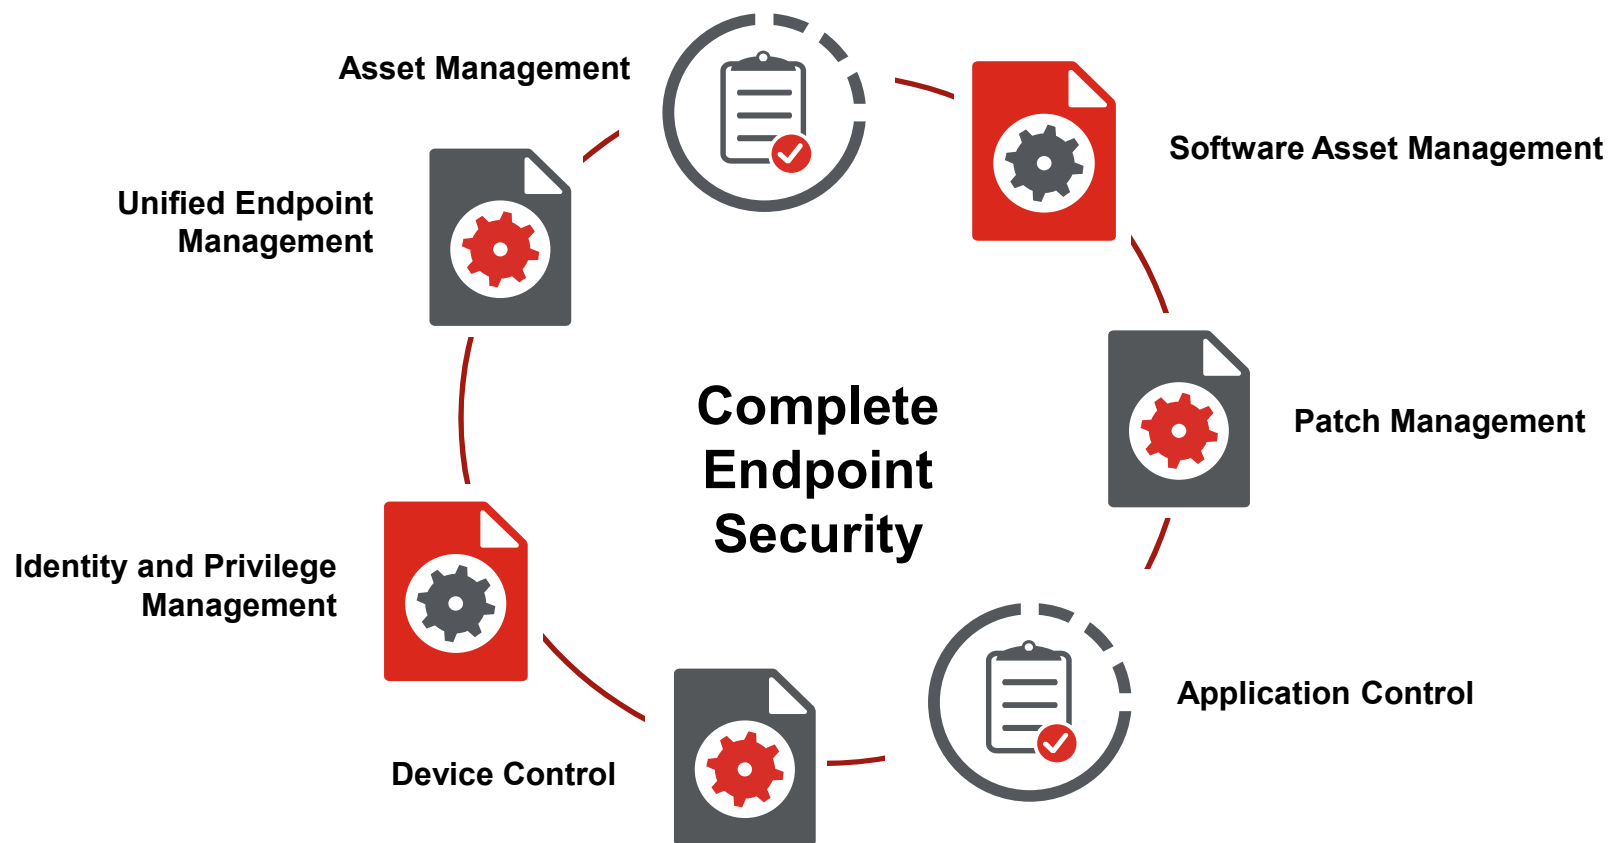 Asset Management
Software Asset Management
Unified Endpoint
Management
Complete
Endpoint
Security
Patch Management
Identity and Privilege
Management
Application Control
Device Control